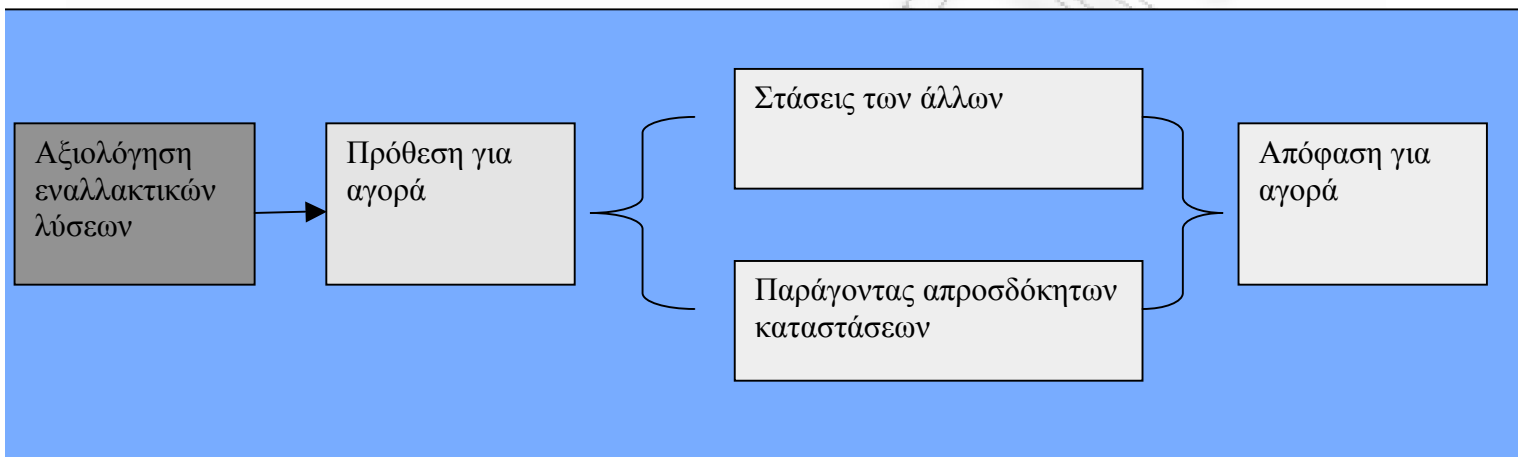 Αξιολόγηση
εναλλακτικών
λύσεων
Πρόθεση για
αγορά
Στάσεις των άλλων
Παράγοντας απροσδόκητων
καταστάσεων
Απόφαση για
αγορά